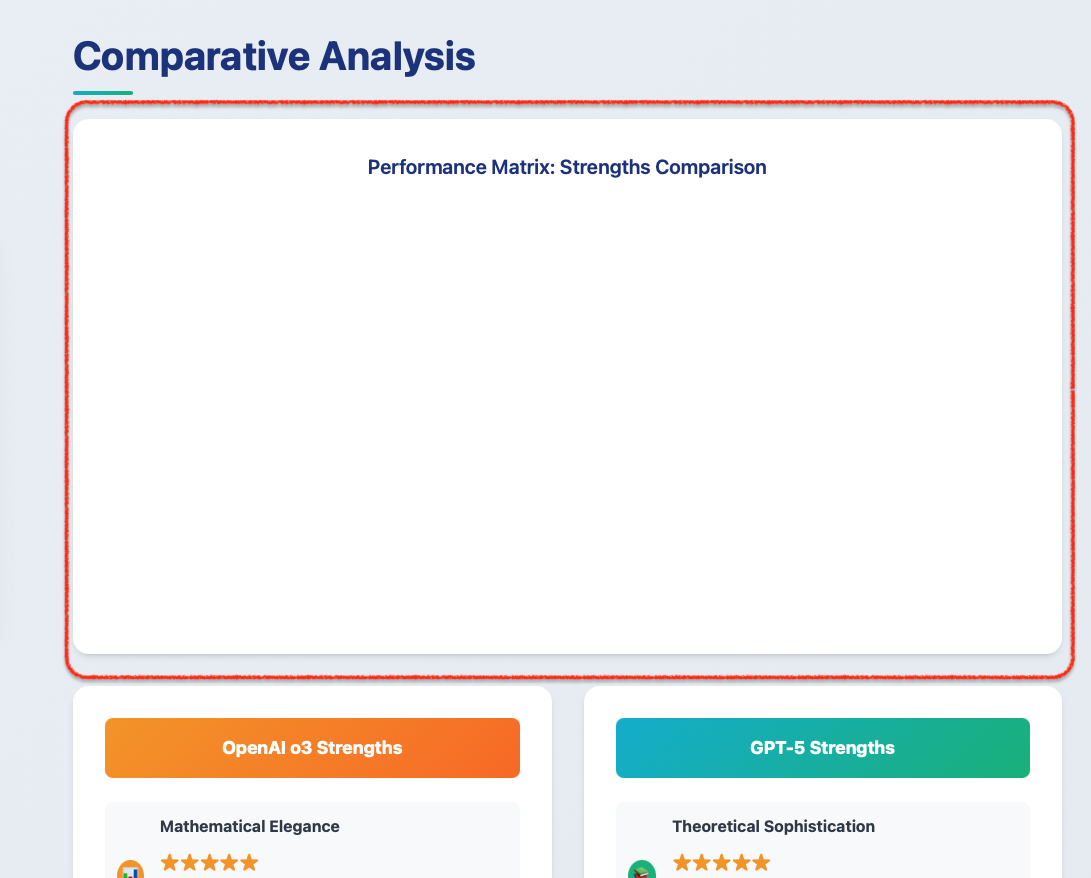 Comparative Analysis
Performance Matrix: Strengths Comparison
OpenAI o3 Strengths
GPT-5 Strengths
Mathematical Elegance
Theoretical Sophistication